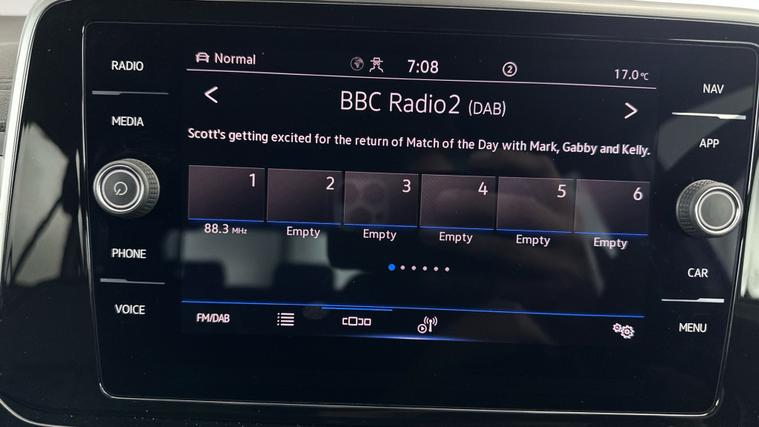 RADIO
MEDIA
PHONE
VOICE
Normal
7:08
2
17.0°C
< BBC Radio2 (DAB) >
Scott's getting excited for the return of Match of the Day with Mark, Gabby and Kelly.
1 2 3 4 5 6
88.3 MHz Empty Empty Empty Empty Empty
FM/DAB
NAV
APP
CAR
MENU